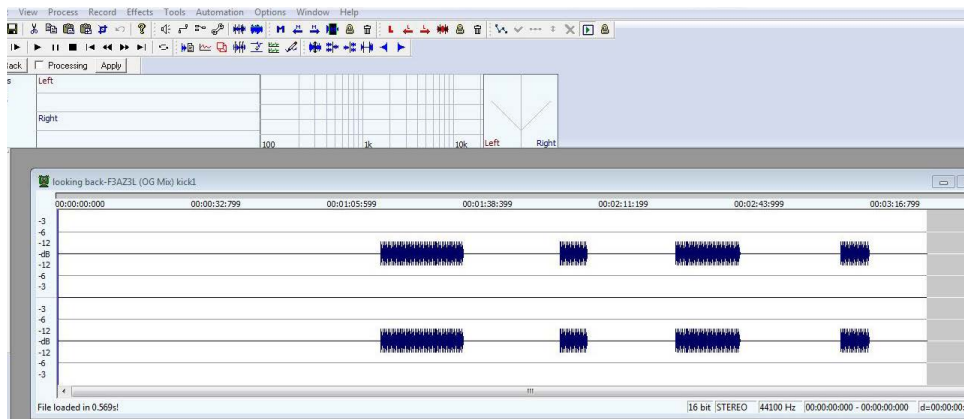 View Process Record Effects Tools Automation Options Window Help
ack Processing Apply
s Left
Right
100 1k 10k Left Right
looking back-F3AZ3L (OG Mix) kick1
00:00:00:000 00:00:32:799 00:01:05:599 00:01:38:399 00:02:11:199 00:02:43:999 00:03:16:799
-3
-6
-12
-dB
-12
-6
-3
-3
-6
-12
-dB
-12
-6
-3
File loaded in 0.569s! 16 bit STEREO 44100 Hz 00:00:00:000 - 00:00:00:000 d=00:00:00: